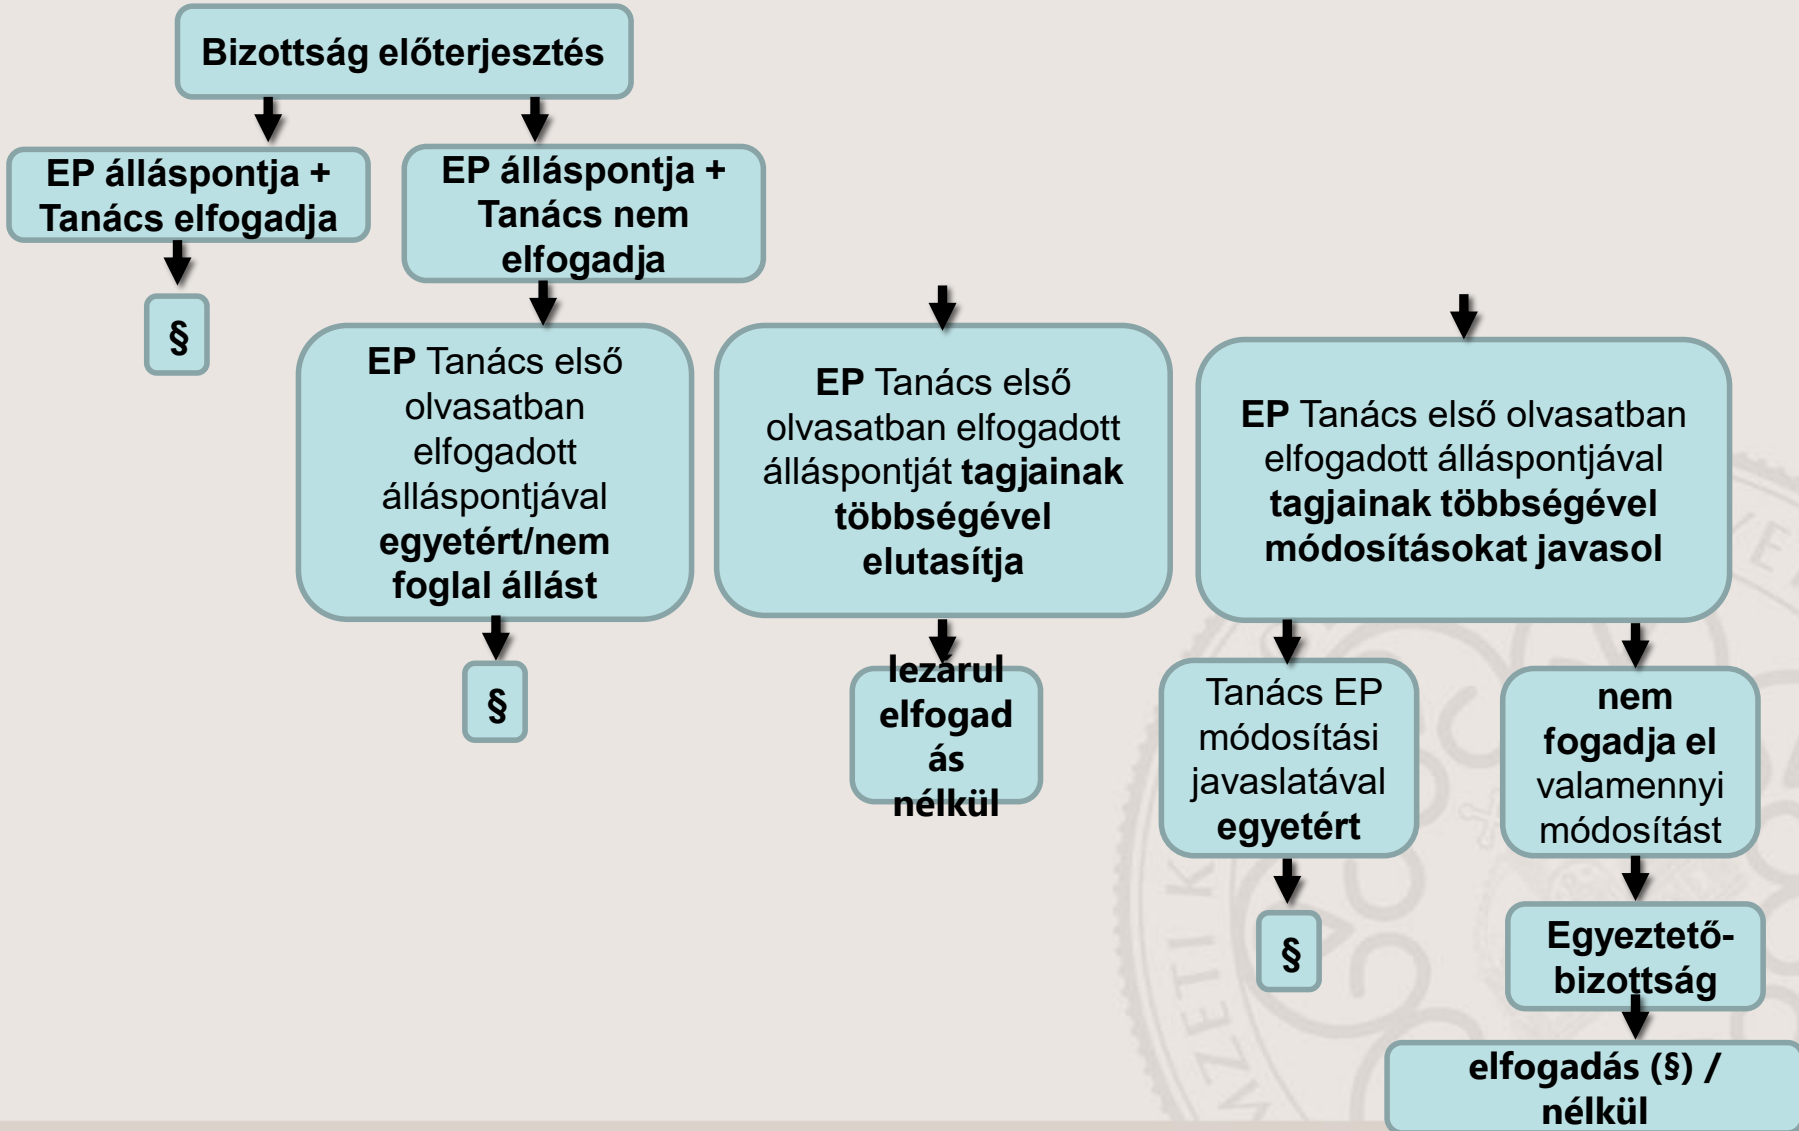 Bizottság előterjesztés
EP álláspontja +
Tanács elfogadja
EP álláspontja +
Tanács nem
elfogadja
§
EP Tanács első
olvasatban
elfogadott
álláspontjával
egyetért/nem
foglal állást
EP Tanács első
olvasatban elfogadott
álláspontját tagjainak
többségével
elutasítja
EP Tanács első olvasatban
elfogadott álláspontjával
tagjainak többségével
módosításokat javasol
§
lezárul
elfogad
ás
nélkül
Tanács EP
módosítási
javaslatával
egyetért
nem
fogadja el
valamennyi
módosítást
§
Egyeztető-
bizottság
elfogadás (§) /
nélkül